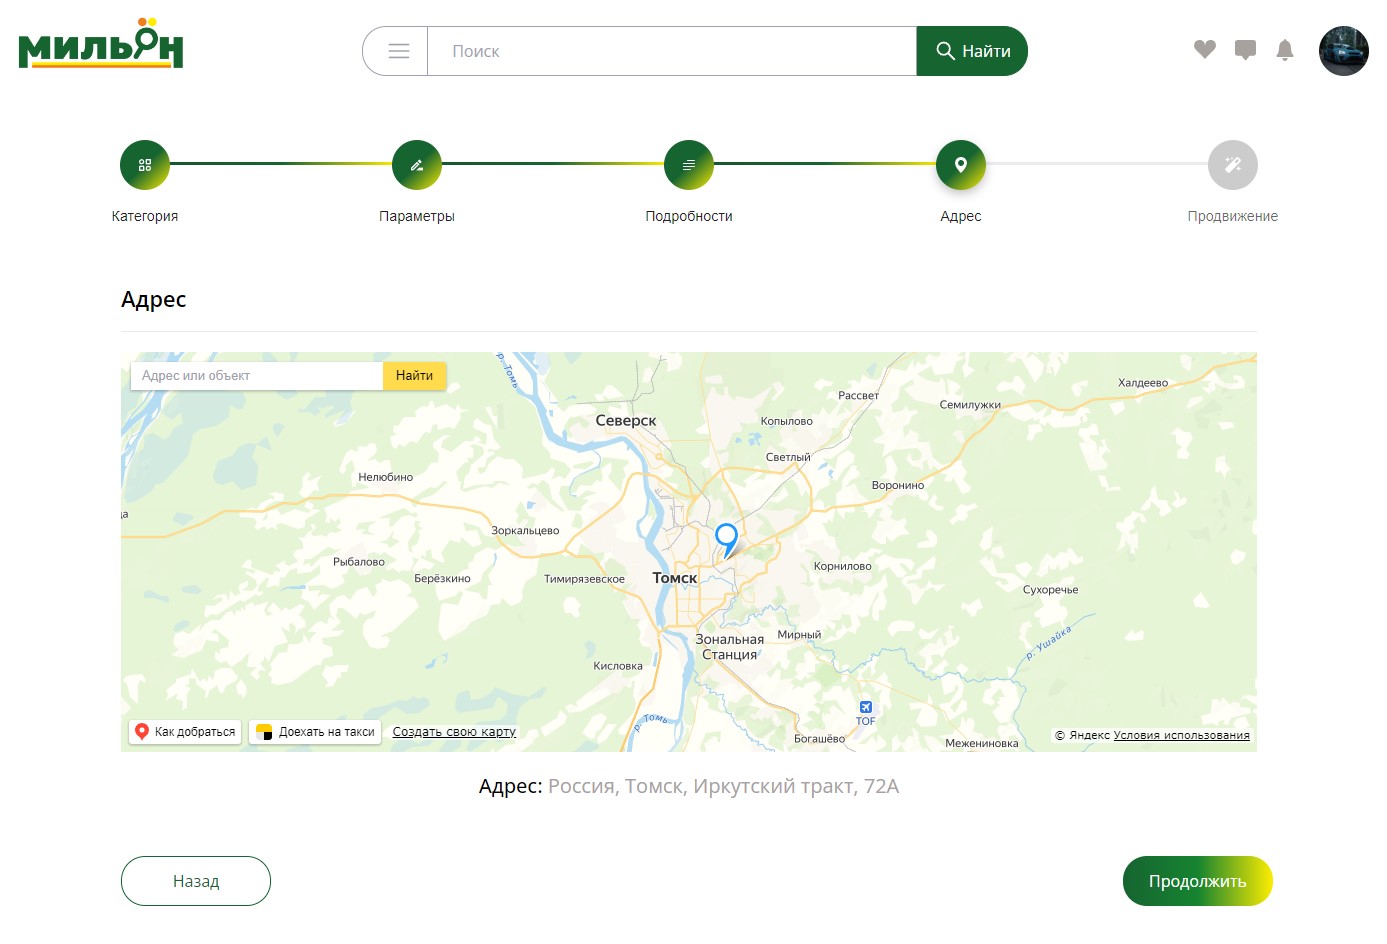 МИЛЬОН
Поиск
Найти
Категория
Параметры
Подробности
Адрес
Продвижение
Адрес
Адрес или объект
Найти
р. Томь
Халдеево
Рассвет
Семилужки
Северск
Копылово
Светлый
Нелюбино
Воронино
да
Зоркальцево
Рыбалово
Корнилово
Берёзкино
Тимирязевское
Томск
Сухоречье
р. Ушайка
Мирный
Зональная
Станция
Кисловка
р. Томь
TOF
Богашёво
Межениновка
Как добраться
Доехать на такси
Создать свою карту
© Яндекс Условия использования
Адрес: Россия, Томск, Иркутский тракт, 72А
Назад
Продолжить